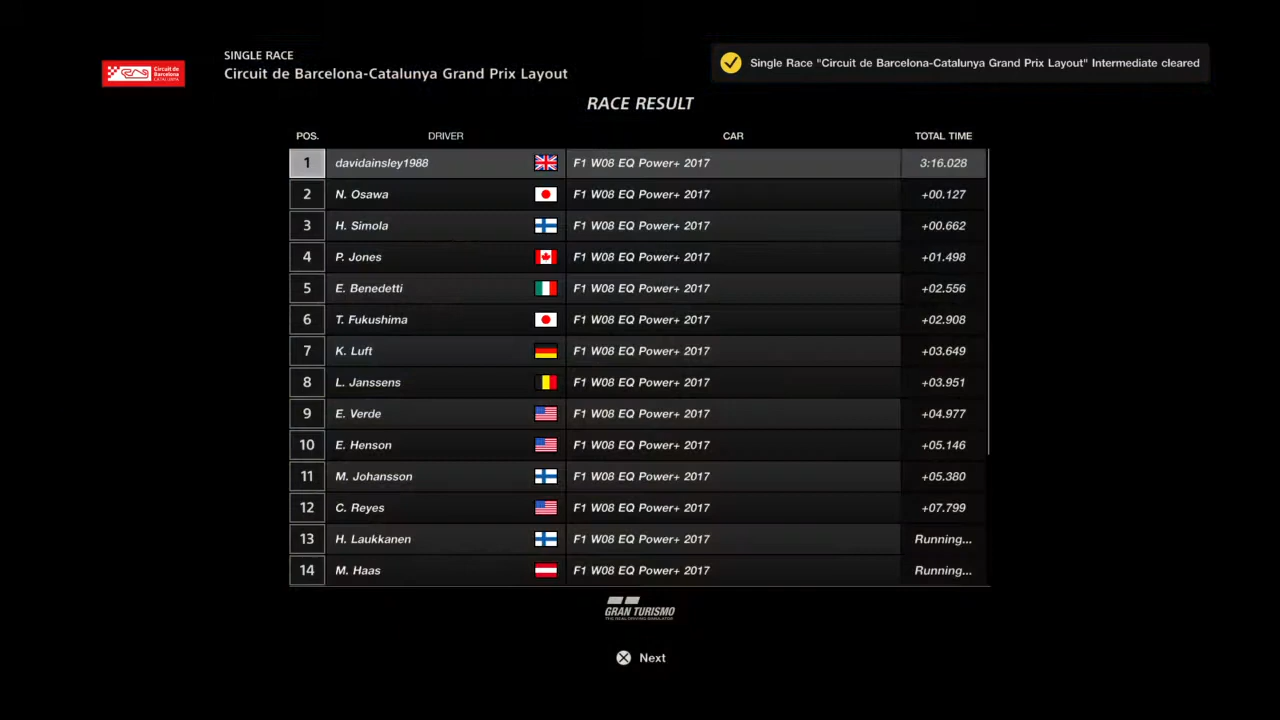 SINGLE RACE
Circuit de Barcelona-Catalunya Grand Prix Layout
Circuit de
Barcelona
CATALUNYA
Single Race "Circuit de Barcelona-Catalunya Grand Prix Layout" Intermediate cleared
RACE RESULT
POS. DRIVER CAR TOTAL TIME
1 davidainsley1988 F1 W08 EQ Power+ 2017 3:16.028
2 N. Osawa F1 W08 EQ Power+ 2017 +00.127
3 H. Simola F1 W08 EQ Power+ 2017 +00.662
4 P. Jones F1 W08 EQ Power+ 2017 +01.498
5 E. Benedetti F1 W08 EQ Power+ 2017 +02.556
6 T. Fukushima F1 W08 EQ Power+ 2017 +02.908
7 K. Luft F1 W08 EQ Power+ 2017 +03.649
8 L. Janssens F1 W08 EQ Power+ 2017 +03.951
9 E. Verde F1 W08 EQ Power+ 2017 +04.977
10 E. Henson F1 W08 EQ Power+ 2017 +05.146
11 M. Johansson F1 W08 EQ Power+ 2017 +05.380
12 C. Reyes F1 W08 EQ Power+ 2017 +07.799
13 H. Laukkanen F1 W08 EQ Power+ 2017 Running...
14 M. Haas F1 W08 EQ Power+ 2017 Running...
GRAN TURISMO
THE REAL DRIVING SIMULATOR
Next